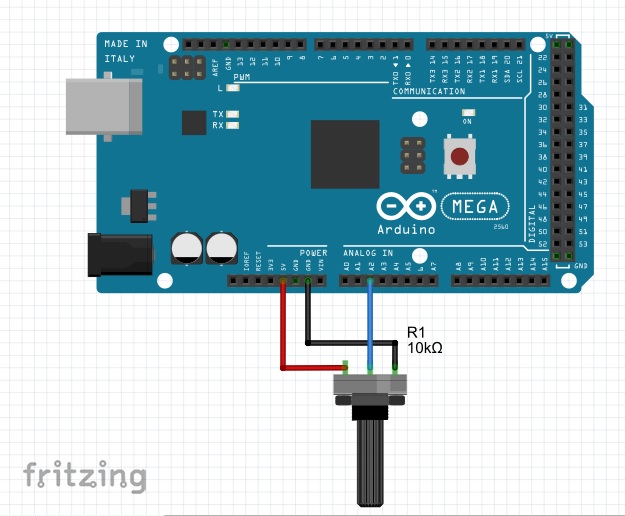 MADE IN
ITALY
AREF
GND
13
12
11
10
9
8
7
6
5
4
3
2
TX0 ▶ 1
RX0 ◀ 0
TX3 14
RX3 15
TX2 16
RX2 17
TX1 18
RX1 19
SDA 20
SCL 21
5V
PWM
COMMUNICATION
L
TX
RX
ON
22
24
26
28
30 31
32 33
34 35
36 37
38 39
40 41
42 43
44 45
46 47
48 49
50 51
52 53
DIGITAL
GND
™
MEGA
2560
Arduino
POWER
ANALOG IN
IOREF
RESET
3V3
5V
GND
GND
VIN
A0
A1
A2
A3
A4
A5
A7
A8
A9
A10
A11
A12
A13
A14
A15
R1
10kΩ
fritzing